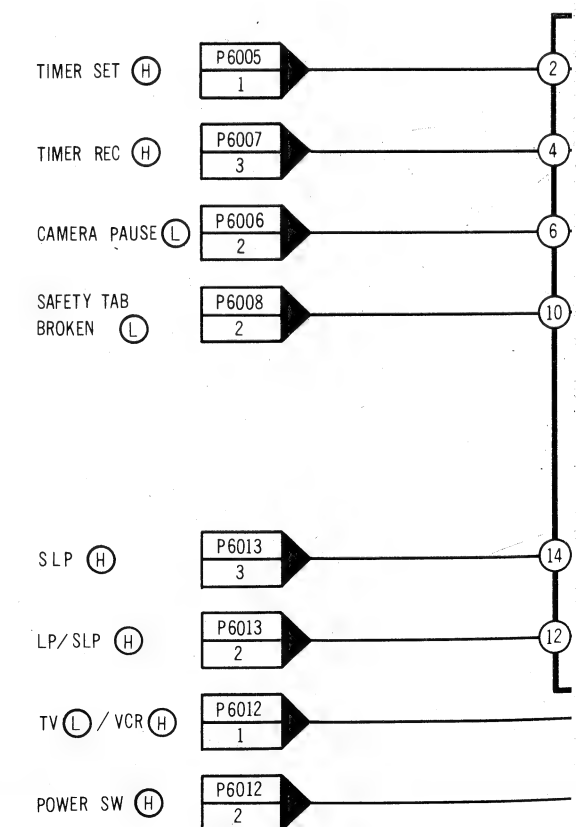 TIMER SET Ⓗ P6005 2
1
TIMER REC Ⓗ P6007 4
3
CAMERA PAUSE Ⓛ P6006 6
2
SAFETY TAB P6008 10
BROKEN Ⓛ 2
SLP Ⓗ P6013 14
3
LP/SLP Ⓗ P6013 12
2
TV Ⓛ / VCR Ⓗ P6012
1
POWER SW Ⓗ P6012
2